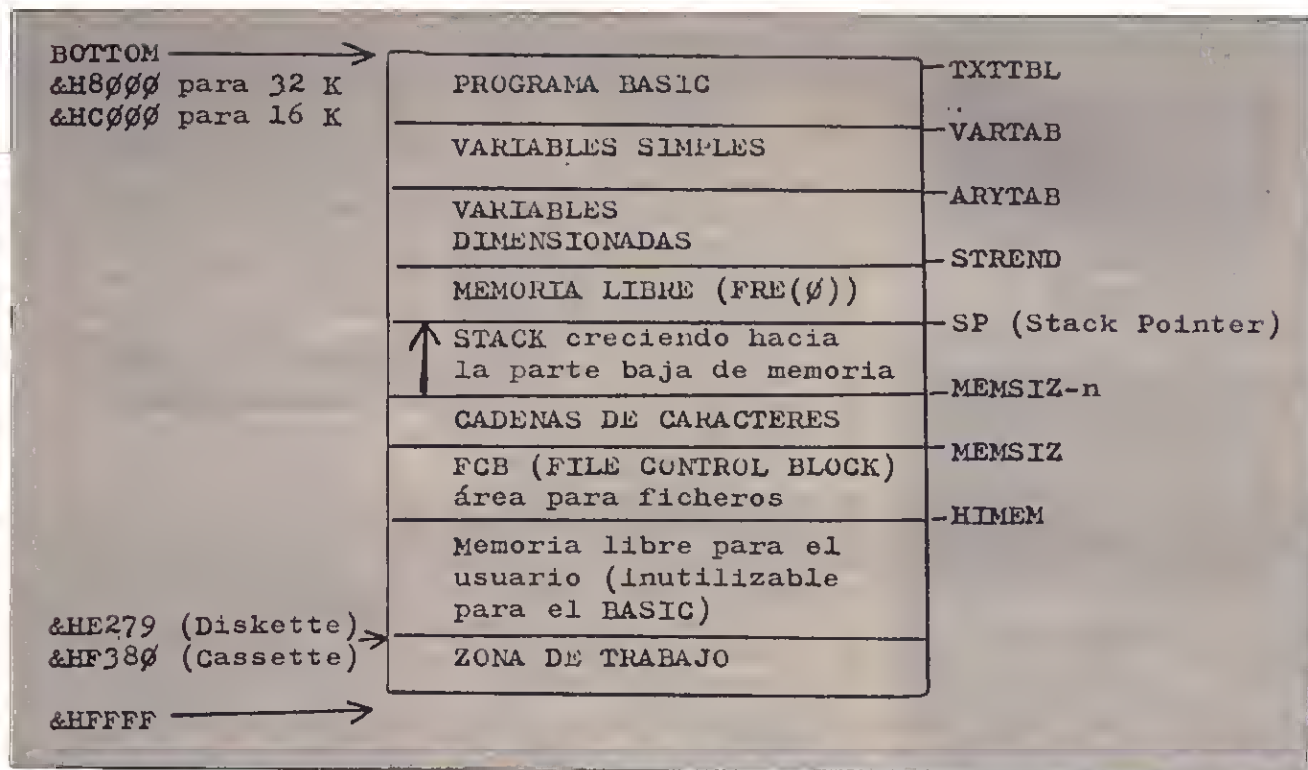 BOTTOM
&H8øøø para 32 K
&HCøøø para 16 K
PROGRAMA BASIC
TXTTBL
VARTAB
VARIABLES SIMPLES
ARYTAB
VARIABLES
DIMENSIONADAS
STREND
MEMORIA LIBRE (FRE(ø))
SP (Stack Pointer)
STACK creciendo hacia
la parte baja de memoria
MEMSIZ-n
CADENAS DE CARACTERES
MEMSIZ
FCB (FILE CONTROL BLOCK)
área para ficheros
HIMEM
Memoria libre para el
usuario (inutilizable
para el BASIC)
&HE279 (Diskette)
&HF38ø (Cassette)
ZONA DE TRABAJO
&HFFFF